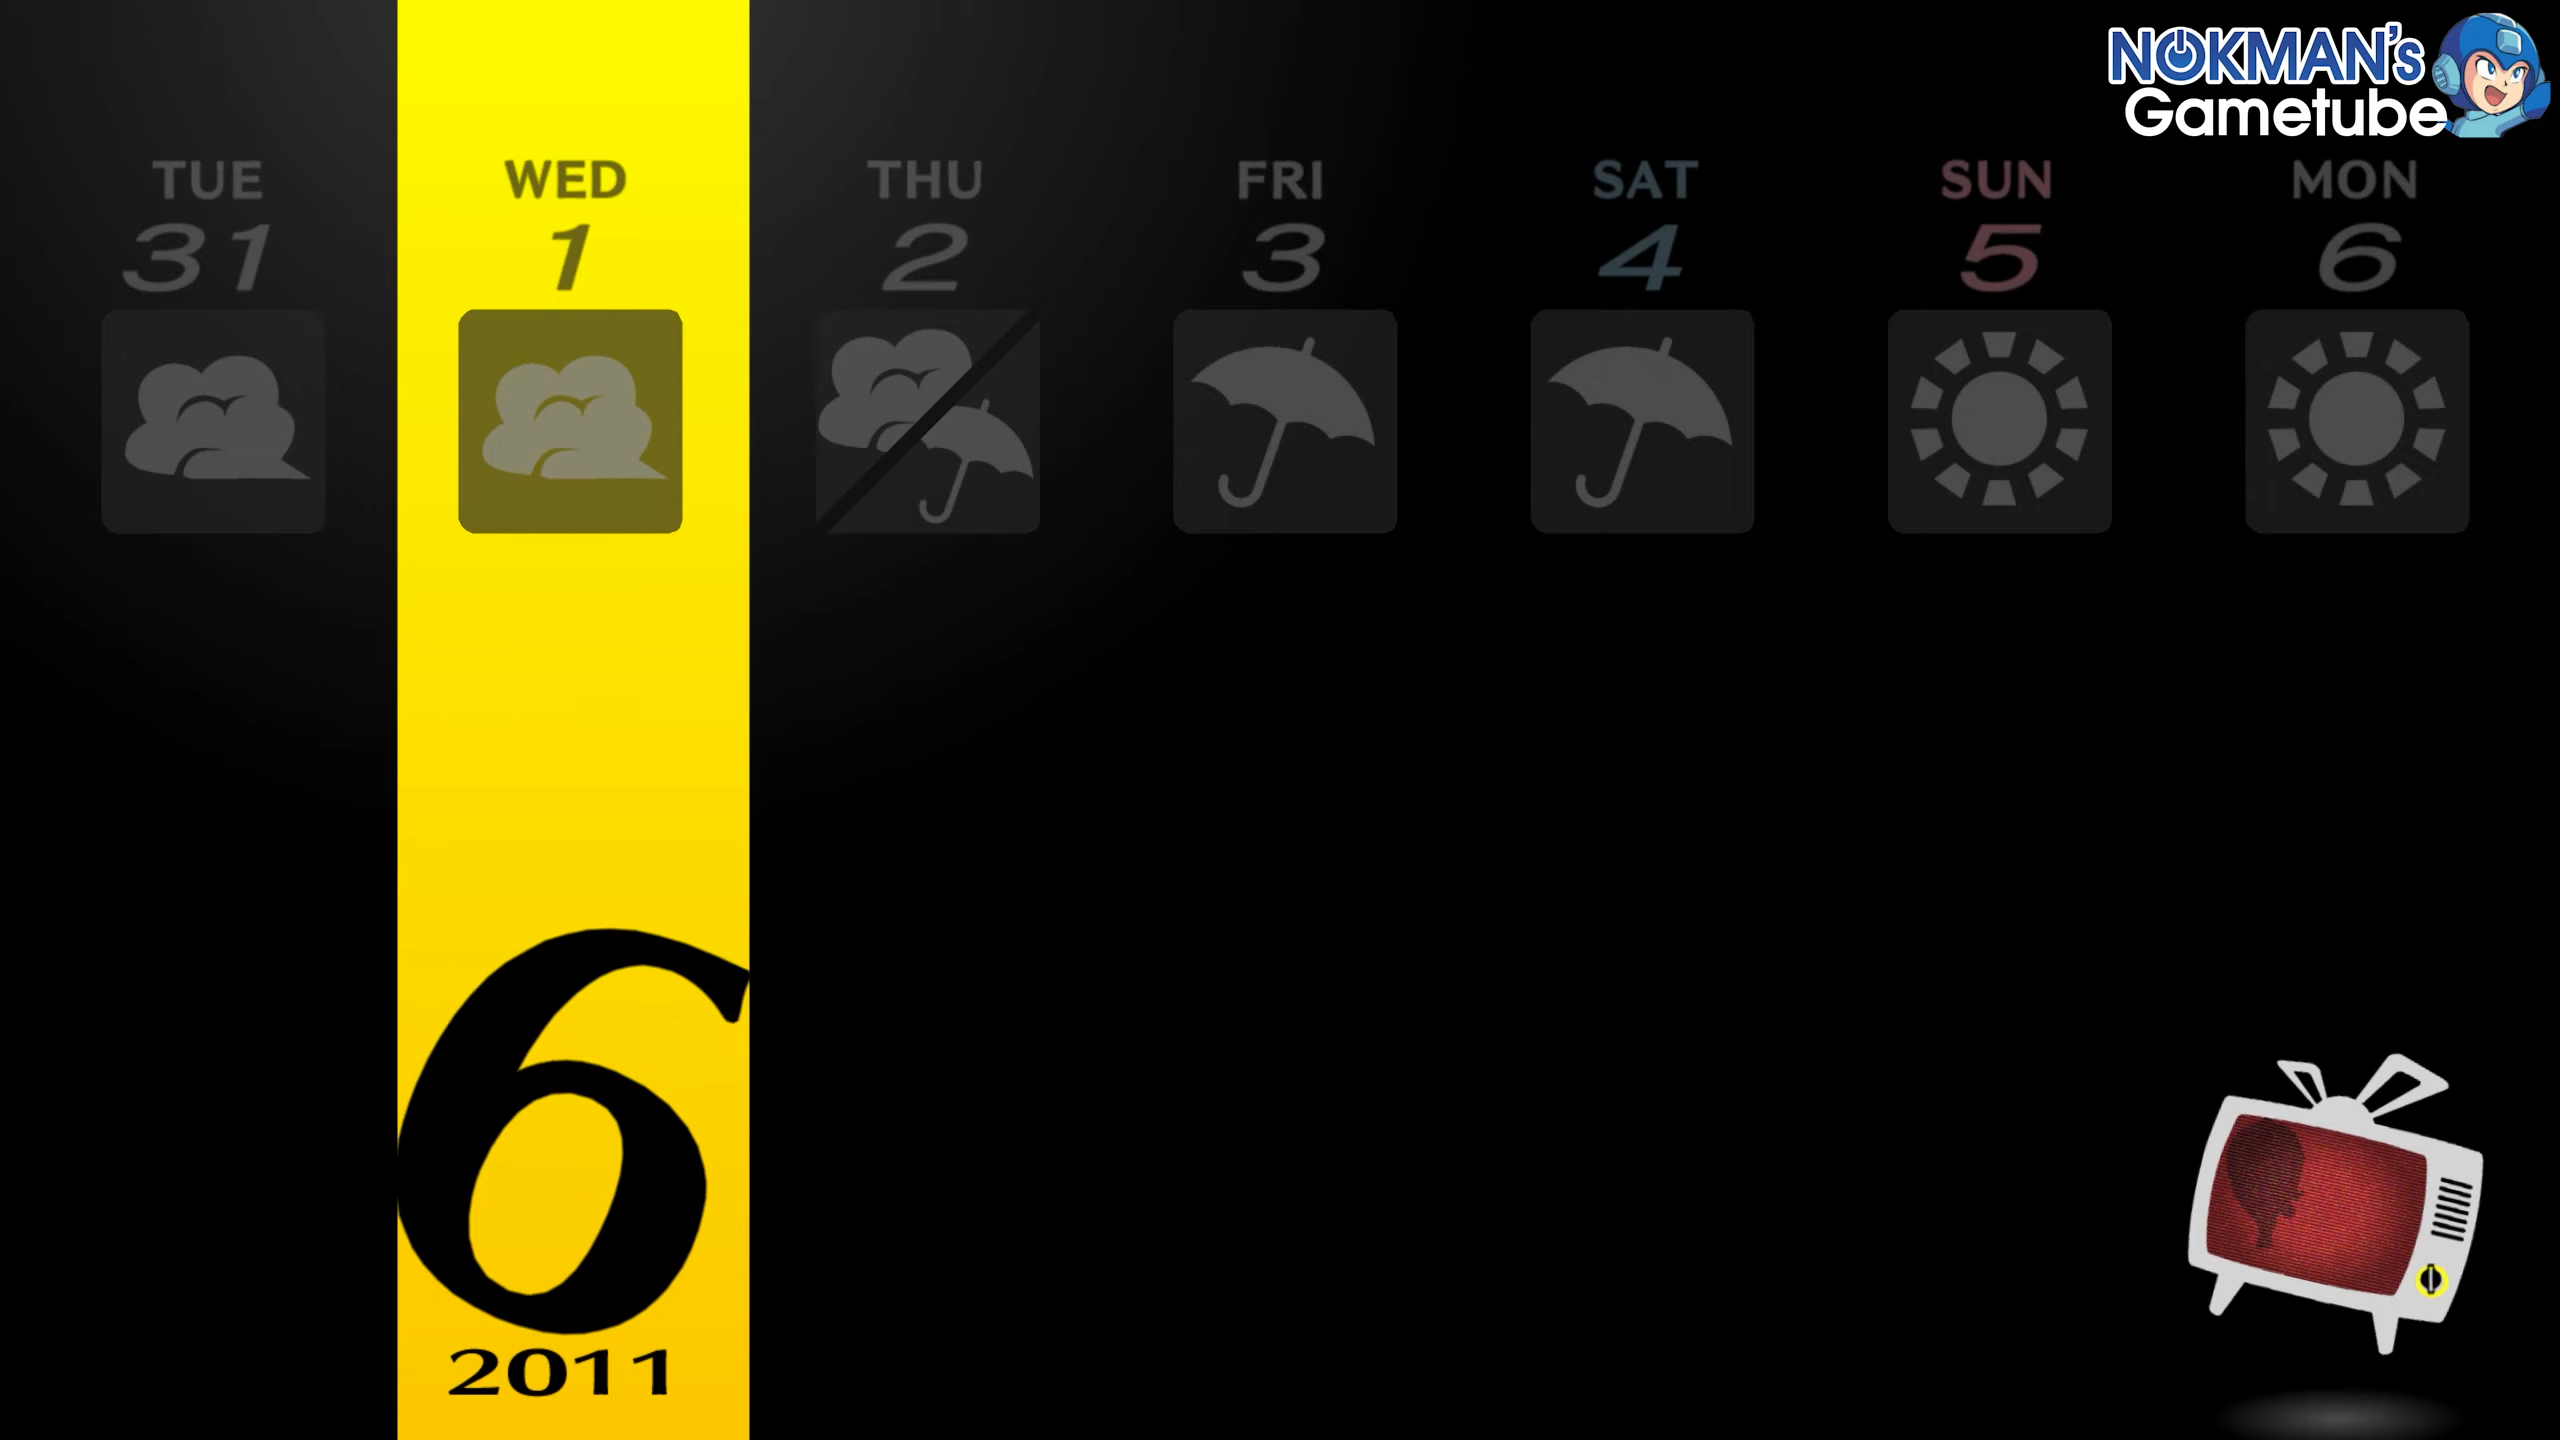 NOKMAN's
Gametube
TUE WED THU FRI SAT SUN MON
31 1 2 3 4 5 6
6
2011